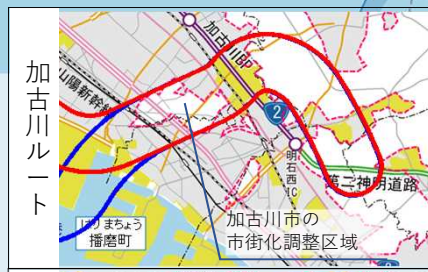 加古川ルート
加古川BP
山陽新幹線
2
明石西IC
第二神明道路
はりまちょう
播磨町
加古川市の
市街化調整区域
2